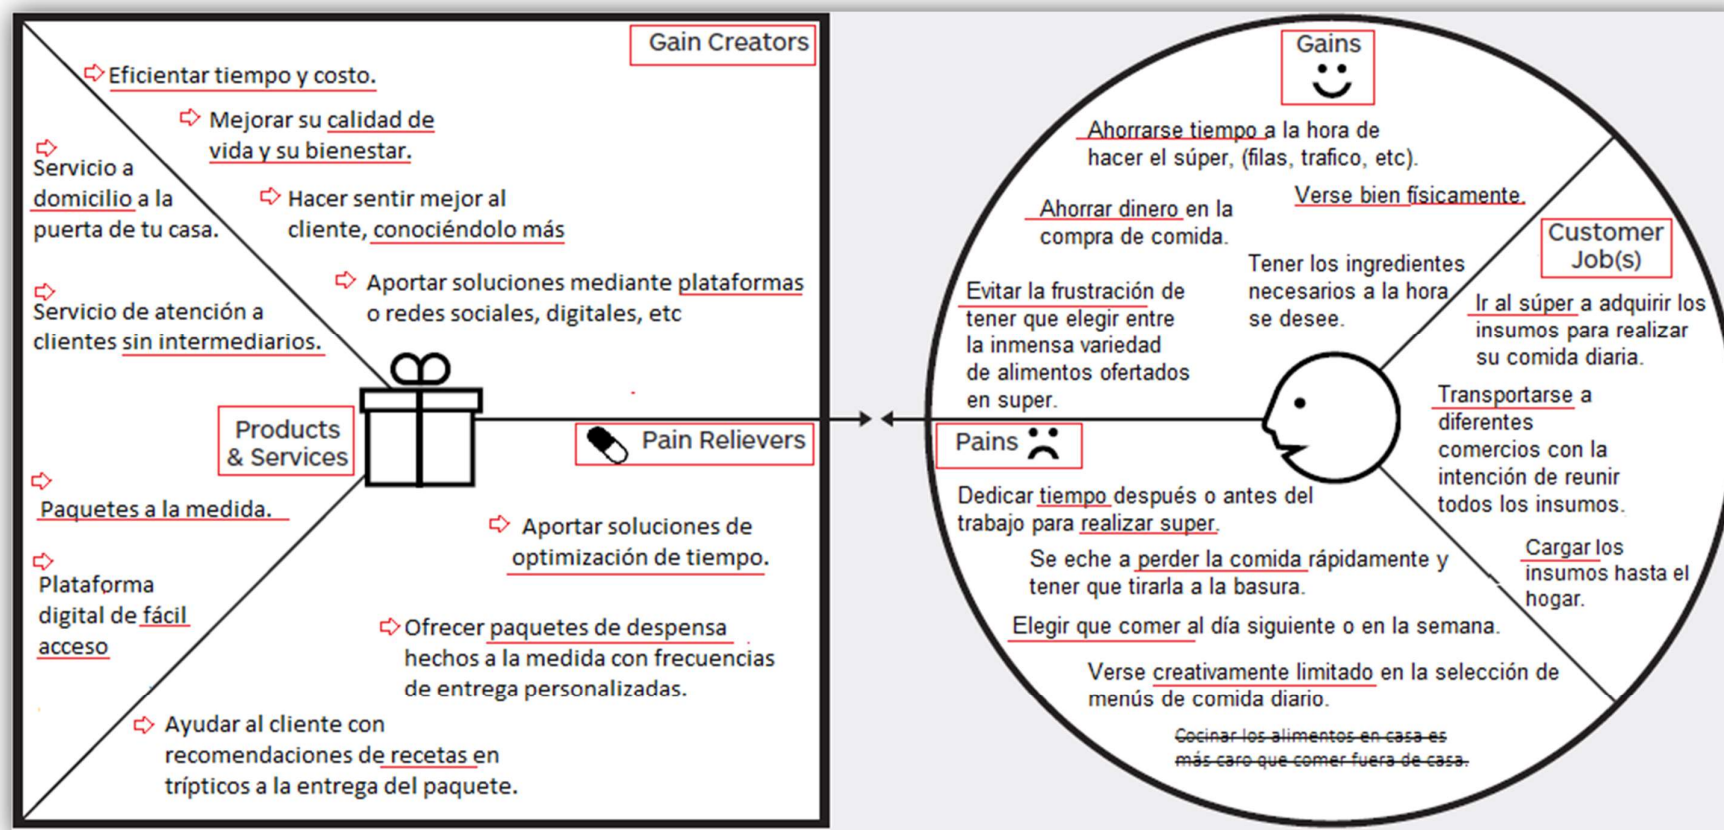 Gain Creators
Eficientar tiempo y costo.
Mejorar su calidad de
vida y su bienestar.
Hacer sentir mejor al
cliente, conociéndolo más
Aportar soluciones mediante plataformas
o redes sociales, digitales, etc
Servicio a
domicilio a la
puerta de tu casa.
Servicio de atención a
clientes sin intermediarios.
Products
& Services
Paquetes a la medida.
Plataforma
digital de fácil
acceso
Pain Relievers
Aportar soluciones de
optimización de tiempo.
Ofrecer paquetes de despensa
hechos a la medida con frecuencias
de entrega personalizadas.
Ayudar al cliente con
recomendaciones de recetas en
trípticos a la entrega del paquete.
Gains
Ahorrarse tiempo a la hora de
hacer el súper, (filas, trafico, etc).
Verse bien físicamente.
Ahorrar dinero en la
compra de comida.
Tener los ingredientes
necesarios a la hora
se desee.
Evitar la frustración de
tener que elegir entre
la inmensa variedad
de alimentos ofertados
en super.
Customer
Job(s)
Ir al súper a adquirir los
insumos para realizar
su comida diaria.
Transportarse a
diferentes
comercios con la
intención de reunir
todos los insumos.
Cargar los
insumos hasta el
hogar.
Pains
Dedicar tiempo después o antes del
trabajo para realizar super.
Se eche a perder la comida rápidamente y
tener que tirarla a la basura.
Elegir que comer al día siguiente o en la semana.
Verse creativamente limitado en la selección de
menús de comida diario.
Cocinar los alimentos en casa es
más caro que comer fuera de casa.